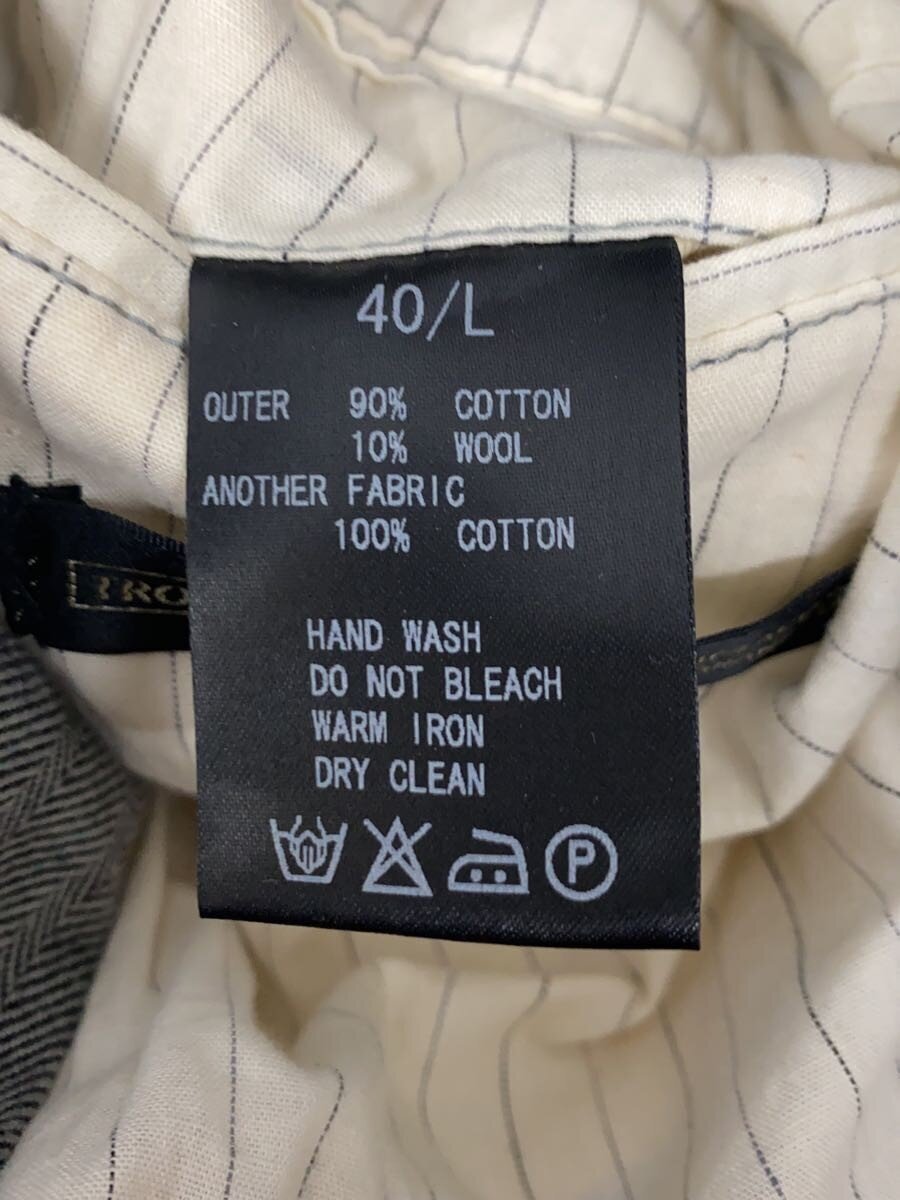 40/L
OUTER 90% COTTON
10% WOOL
ANOTHER FABRIC
100% COTTON
HAND WASH
DO NOT BLEACH
WARM IRON
DRY CLEAN
P